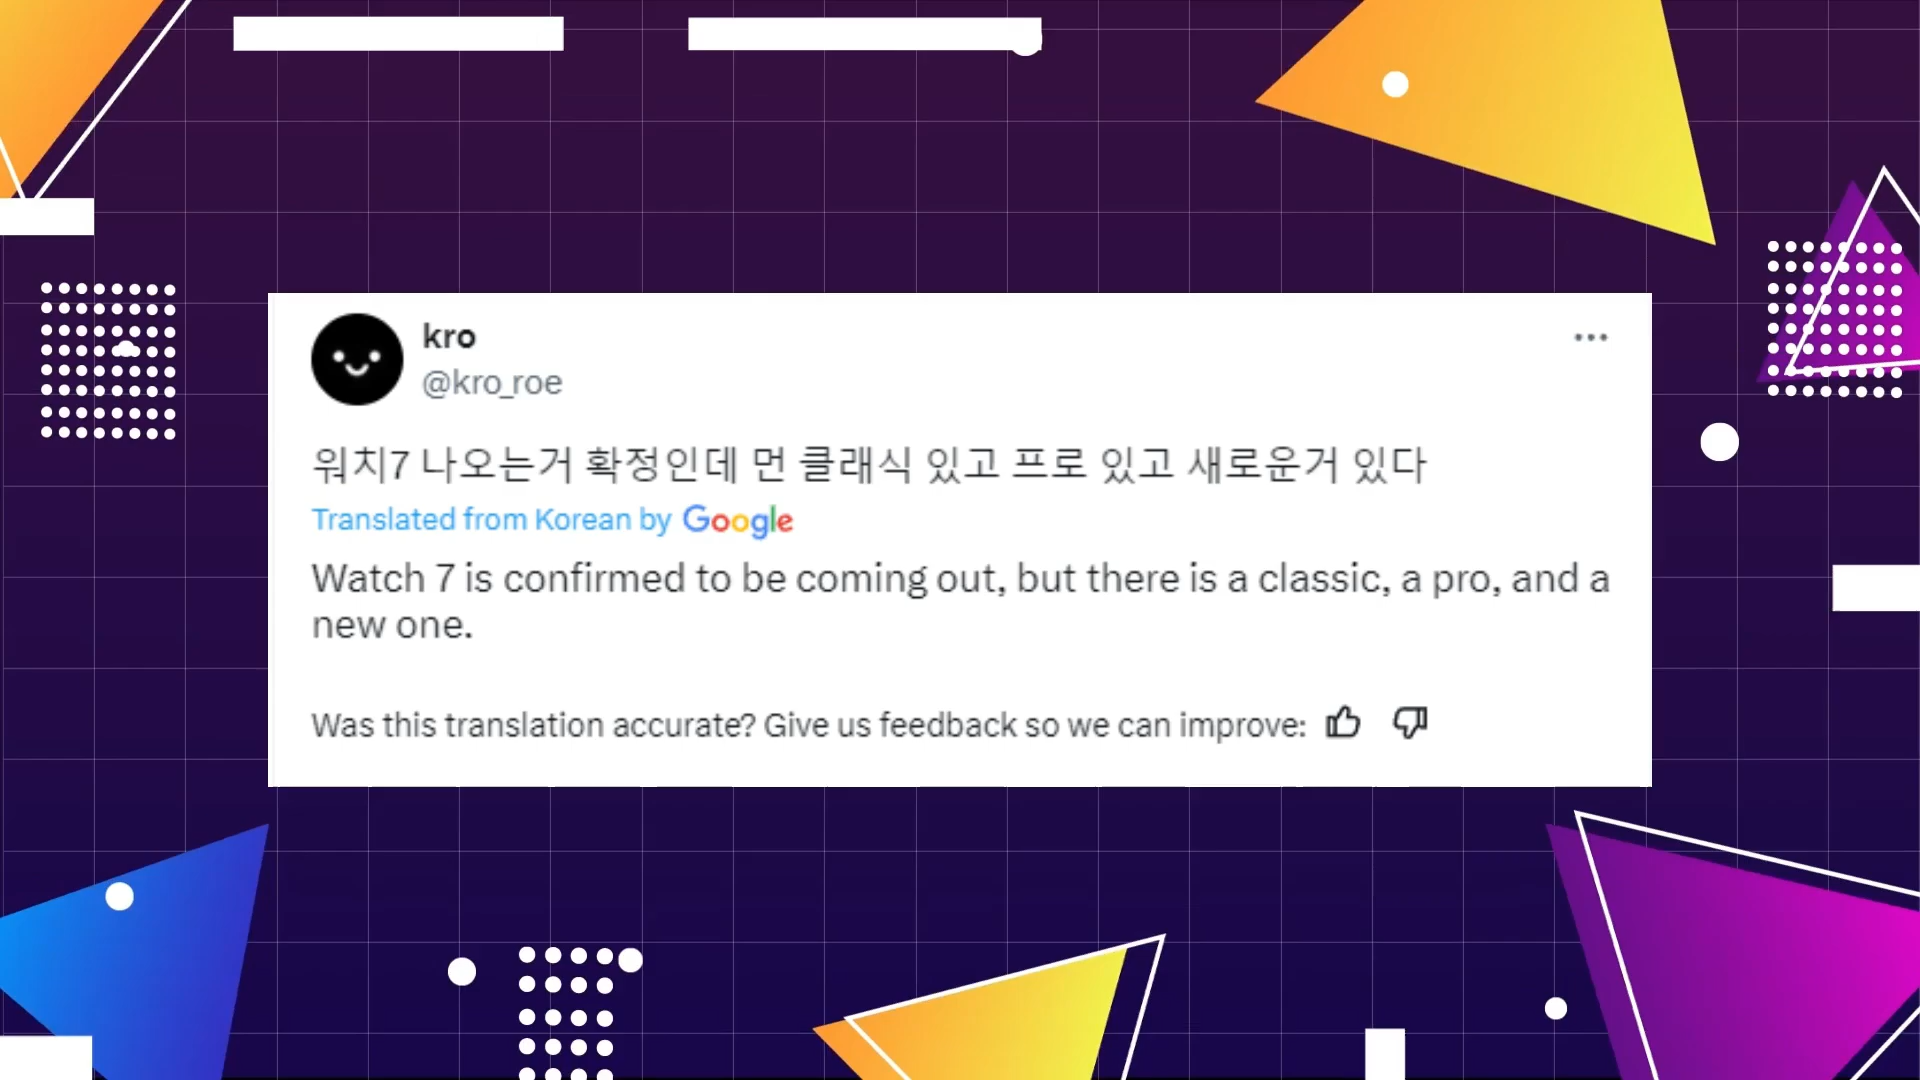 kro
@kro_roe
워치7 나오는거 확정인데 먼 클래식 있고 프로 있고 새로운거 있다
Translated from Korean by Google
Watch 7 is confirmed to be coming out, but there is a classic, a pro, and a
new one.
Was this translation accurate? Give us feedback so we can improve: